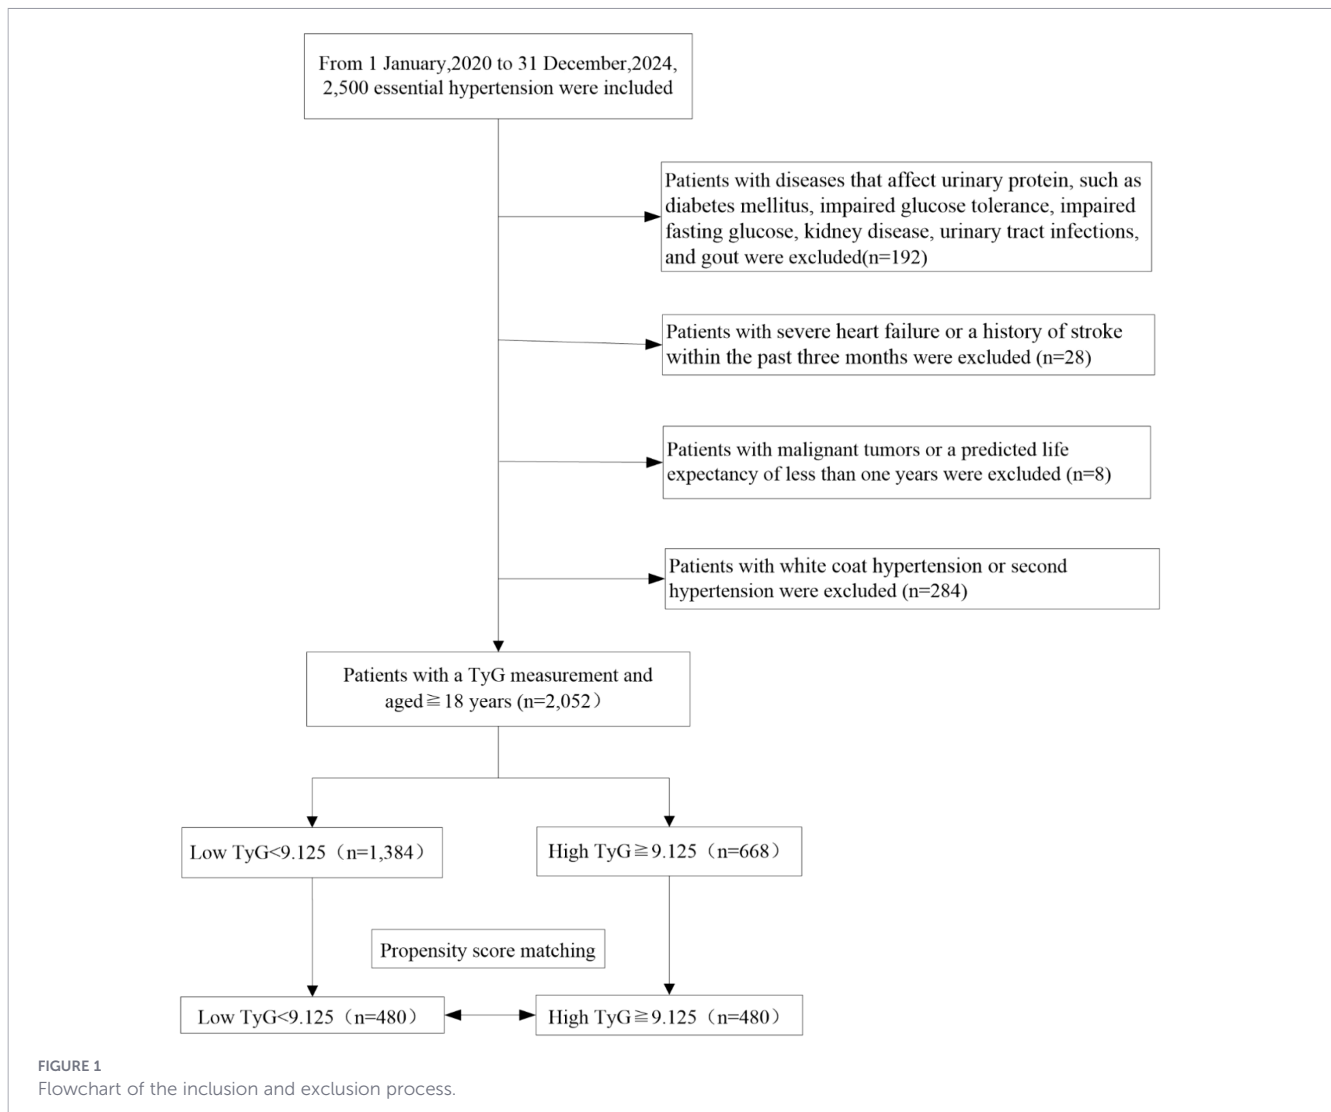 From 1 January,2020 to 31 December,2024,
2,500 essential hypertension were included
Patients with diseases that affect urinary protein, such as
diabetes mellitus, impaired glucose tolerance, impaired
fasting glucose, kidney disease, urinary tract infections,
and gout were excluded(n=192)
Patients with severe heart failure or a history of stroke
within the past three months were excluded (n=28)
Patients with malignant tumors or a predicted life
expectancy of less than one years were excluded (n=8)
Patients with white coat hypertension or second
hypertension were excluded (n=284)
Patients with a TyG measurement and
aged≧18 years (n=2,052）
Low TyG<9.125（n=1,384）
High TyG≧9.125（n=668）
Propensity score matching
Low TyG<9.125（n=480）
High TyG≧9.125（n=480）
FIGURE 1
Flowchart of the inclusion and exclusion process.